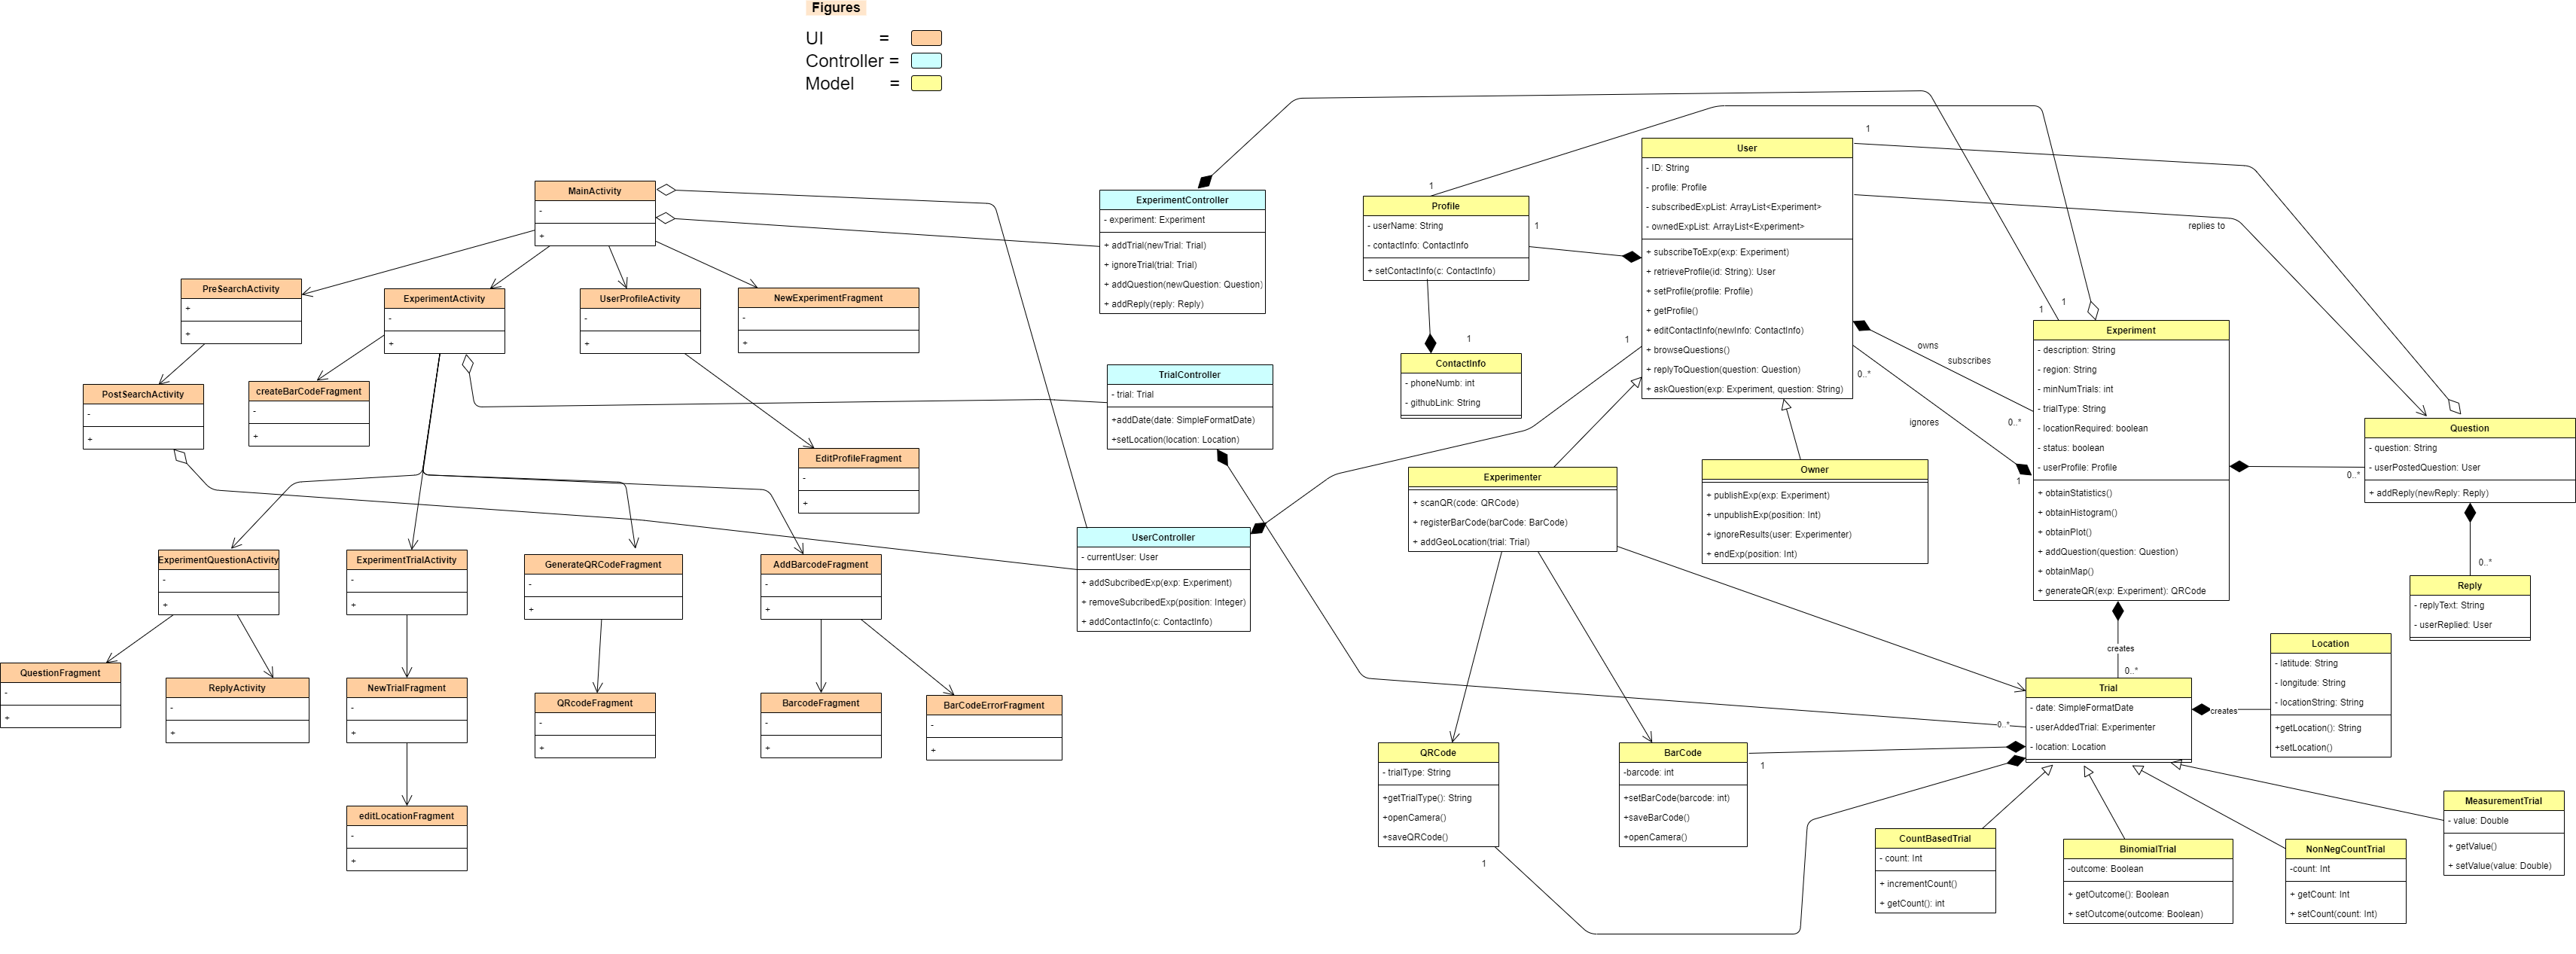 Figures
UI =
Controller =
Model =
MainActivity
-
+
PreSearchActivity
+
+
ExperimentActivity
-
+
UserProfileActivity
-
+
NewExperimentFragment
-
+
PostSearchActivity
-
+
createBarCodeFragment
-
+
EditProfileFragment
-
+
ExperimentQuestionActivity
-
+
ExperimentTrialActivity
-
+
GenerateQRCodeFragment
-
+
AddBarcodeFragment
-
+
QuestionFragment
-
+
ReplyActivity
-
+
NewTrialFragment
-
+
QRcodeFragment
-
+
BarcodeFragment
-
+
BarCodeErrorFragment
-
+
editLocationFragment
-
+
ExperimentController
- experiment: Experiment
+ addTrial(newTrial: Trial)
+ ignoreTrial(trial: Trial)
+ addQuestion(newQuestion: Question)
+ addReply(reply: Reply)
TrialController
- trial: Trial
+addDate(date: SimpleFormatDate)
+setLocation(location: Location)
UserController
- currentUser: User
+ addSubcribedExp(exp: Experiment)
+ removeSubcribedExp(position: Integer)
+ addContactInfo(c: ContactInfo)
1
Profile
- userName: String
- contactInfo: ContactInfo
+ setContactInfo(c: ContactInfo)
1
1
ContactInfo
- phoneNumb: int
- githubLink: String
1
User
- ID: String
- profile: Profile
- subscribedExpList: ArrayList<Experiment>
- ownedExpList: ArrayList<Experiment>
+ subscribeToExp(exp: Experiment)
+ retrieveProfile(id: String): User
+ setProfile(profile: Profile)
+ getProfile()
+ editContactInfo(newInfo: ContactInfo)
+ browseQuestions()
+ replyToQuestion(question: Question)
+ askQuestion(exp: Experiment, question: String)
1
replies to
owns
subscribes
0..*
ignores
0..*
1
1
1
Experiment
- description: String
- region: String
- minNumTrials: int
- trialType: String
- locationRequired: boolean
- status: boolean
- userProfile: Profile
+ obtainStatistics()
+ obtainHistogram()
+ obtainPlot()
+ addQuestion(question: Question)
+ obtainMap()
+ generateQR(exp: Experiment): QRCode
0..*
Question
- question: String
- userPostedQuestion: User
+ addReply(newReply: Reply)
0..*
Reply
- replyText: String
- userReplied: User
Experimenter
+ scanQR(code: QRCode)
+ registerBarCode(barCode: BarCode)
+ addGeoLocation(trial: Trial)
Owner
+ publishExp(exp: Experiment)
+ unpublishExp(position: Int)
+ ignoreResults(user: Experimenter)
+ endExp(position: Int)
creates
0..*
Trial
- date: SimpleFormatDate
- userAddedTrial: Experimenter
- location: Location
0..*
creates
Location
- latitude: String
- longitude: String
- locationString: String
+getLocation(): String
+setLocation()
QRCode
- trialType: String
+getTrialType(): String
+openCamera()
+saveQRCode()
1
BarCode
-barcode: int
+setBarCode(barcode: int)
+saveBarCode()
+openCamera()
1
CountBasedTrial
- count: Int
+ incrementCount()
+ getCount(): int
BinomialTrial
-outcome: Boolean
+ getOutcome(): Boolean
+ setOutcome(outcome: Boolean)
NonNegCountTrial
-count: Int
+ getCount: Int
+ setCount(count: Int)
MeasurementTrial
- value: Double
+ getValue()
+ setValue(value: Double)